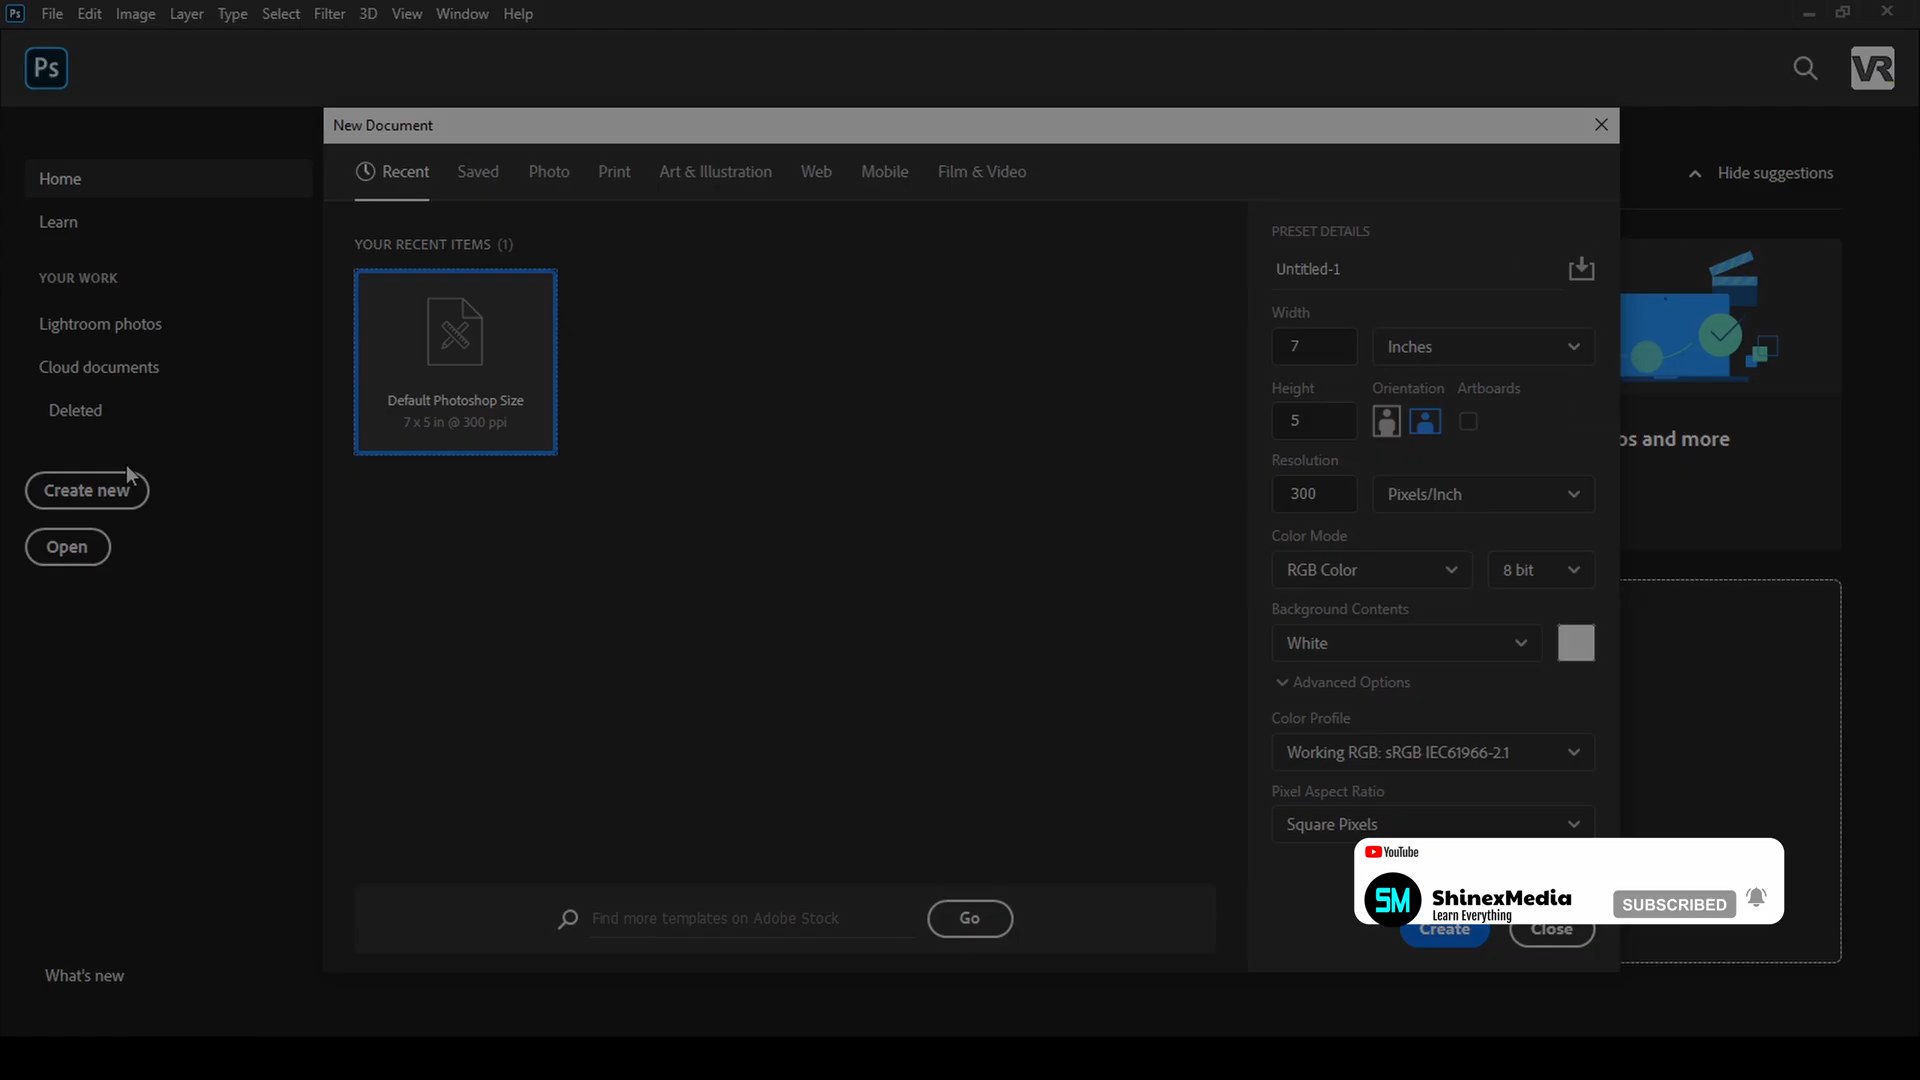 Ps File Edit Image Layer Type Select Filter 3D View Window Help
Ps
VR
New Document
Recent Saved Photo Print Art & Illustration Web Mobile Film & Video
Home
Learn
YOUR WORK
Lightroom photos
Cloud documents
Deleted
Create new
Open
What's new
YOUR RECENT ITEMS (1)
Default Photoshop Size
7 x 5 in @ 300 ppi
Find more templates on Adobe Stock
Go
PRESET DETAILS
Untitled-1
Width
7 Inches
Height Orientation Artboards
5
Resolution
300 Pixels/Inch
Color Mode
RGB Color 8 bit
Background Contents
White
Advanced Options
Color Profile
Working RGB: sRGB IEC61966-2.1
Pixel Aspect Ratio
Square Pixels
Create Close
Hide suggestions
and more
YouTube
SM
ShinexMedia
Learn Everything
SUBSCRIBED